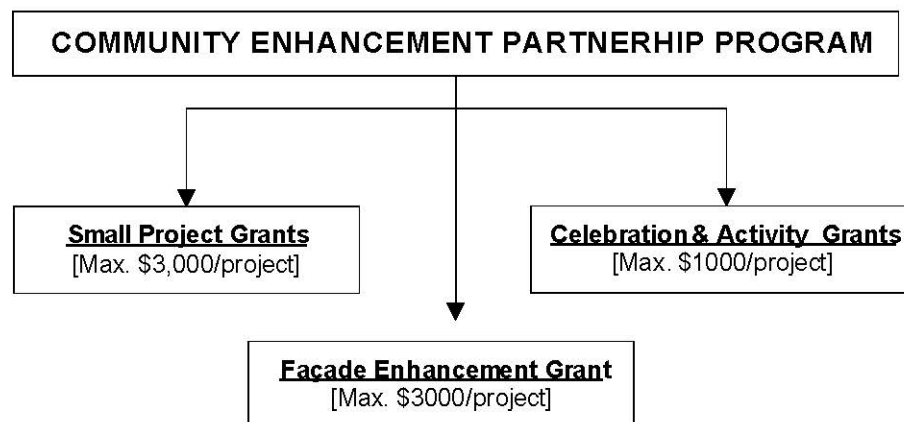 COMMUNITY ENHANCEMENT PARTNERHIP PROGRAM
Small Project Grants
[Max. $3,000/project]
Celebration & Activity Grants
[Max. $1000/project]
Façade Enhancement Grant
[Max. $3000/project]